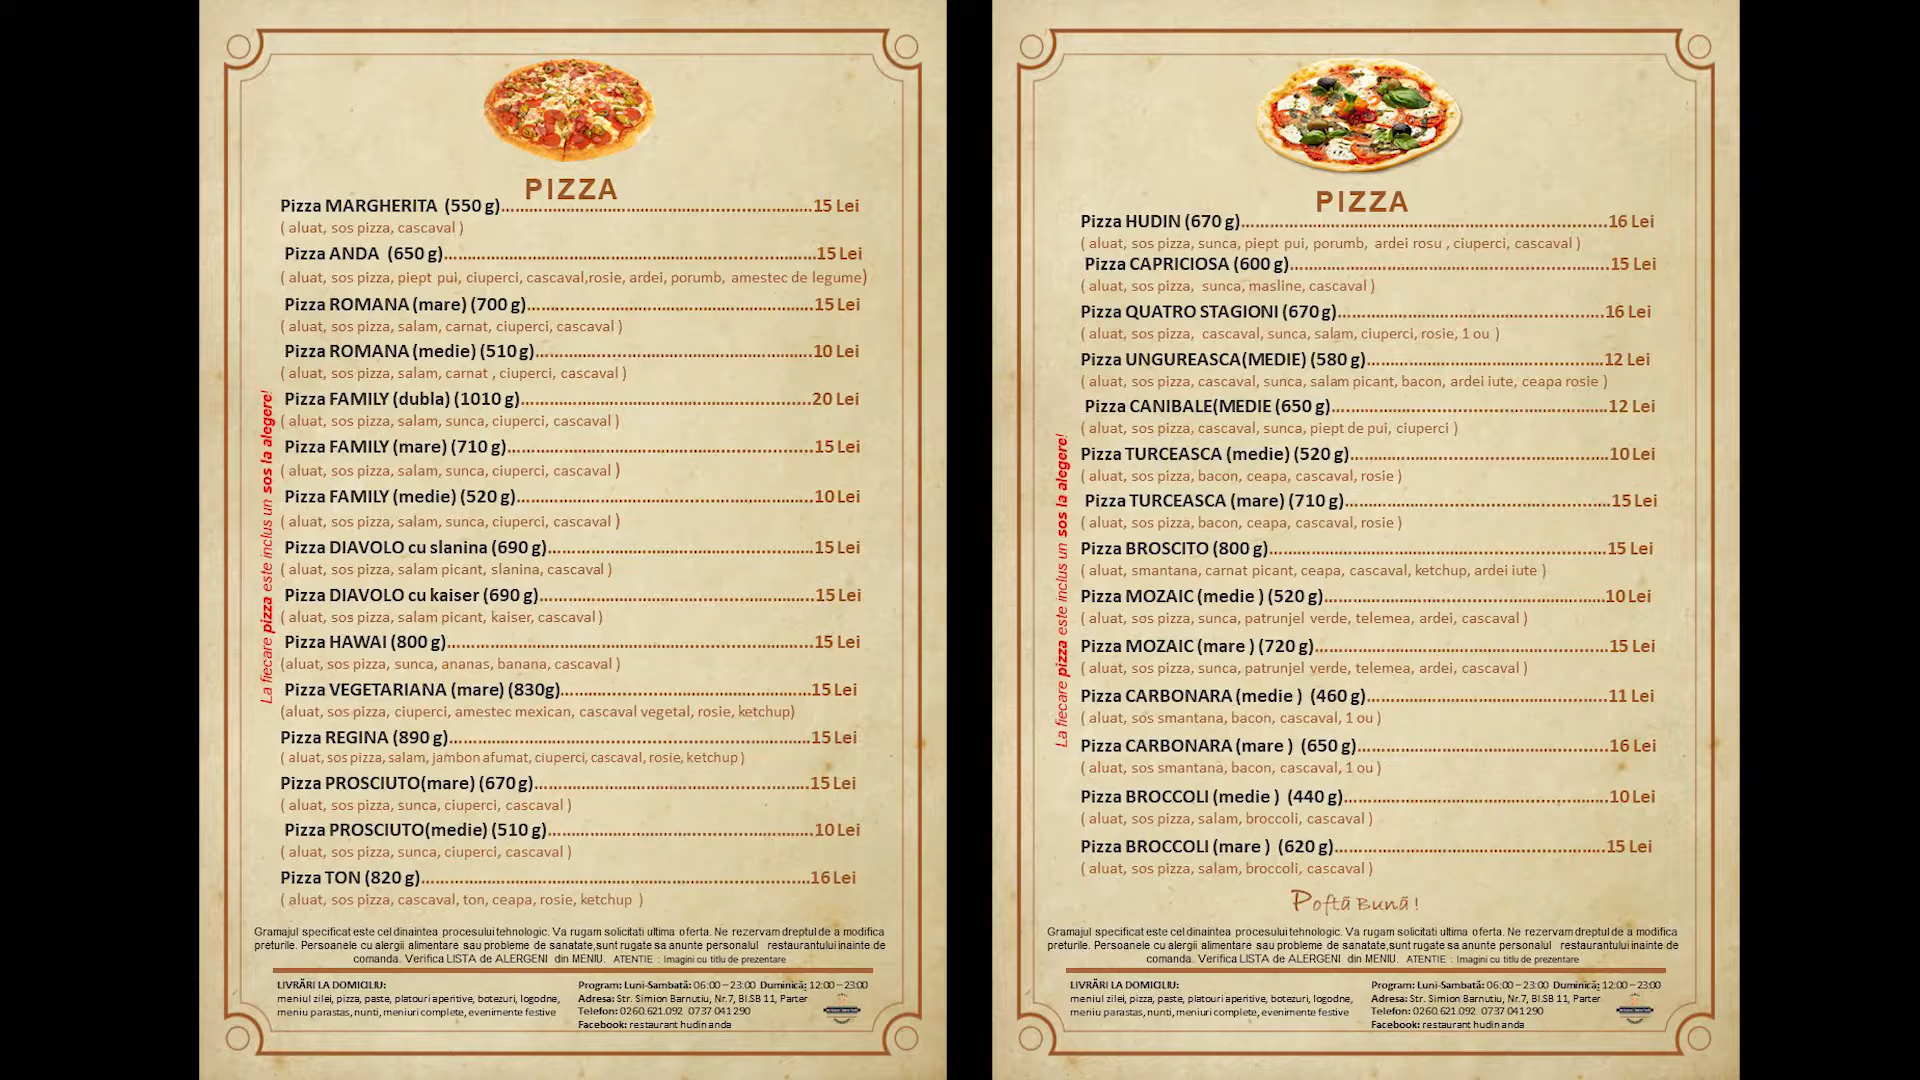 PIZZA
Pizza MARGHERITA (550 g)...15 Lei
( aluat, sos pizza, cascaval )
Pizza ANDA (650 g)...15 Lei
( aluat, sos pizza, piept pui, ciuperci, cascaval,rosie, ardei, porumb, amestec de legume)
Pizza ROMANA (mare) (700 g)...15 Lei
( aluat, sos pizza, salam, carnat, ciuperci, cascaval )
Pizza ROMANA (medie) (510 g)...10 Lei
( aluat, sos pizza, salam, carnat , ciuperci, cascaval )
Pizza FAMILY (dubla) (1010 g)...20 Lei
( aluat, sos pizza, salam, sunca, ciuperci, cascaval )
Pizza FAMILY (mare) (710 g)...15 Lei
( aluat, sos pizza, salam, sunca, ciuperci, cascaval )
Pizza FAMILY (medie) (520 g)...10 Lei
( aluat, sos pizza, salam, sunca, ciuperci, cascaval )
Pizza DIAVOLO cu slanina (690 g)...15 Lei
( aluat, sos pizza, salam picant, slanina, cascaval )
Pizza DIAVOLO cu kaiser (690 g)...15 Lei
( aluat, sos pizza, salam picant, kaiser, cascaval )
Pizza HAWAI (800 g)...15 Lei
(aluat, sos pizza, sunca, ananas, banana, cascaval )
Pizza VEGETARIANA (mare) (830g)...15 Lei
(aluat, sos pizza, ciuperci, amestec mexican, cascaval vegetal, rosie, ketchup)
Pizza REGINA (890 g)...15 Lei
( aluat, sos pizza, salam, jambon afumat, ciuperci, cascaval, rosie, ketchup )
Pizza PROSCIUTO(mare) (670 g)...15 Lei
( aluat, sos pizza, sunca, ciuperci, cascaval )
Pizza PROSCIUTO(medie) (510 g)...10 Lei
( aluat, sos pizza, sunca, ciuperci, cascaval )
Pizza TON (820 g)...16 Lei
( aluat, sos pizza, cascaval, ton, ceapa, rosie, ketchup )
La fiecare pizza este inclus un sos la alegere!
Gramajul specificat este cel dinaintea procesului tehnologic. Va rugam solicitati ultima oferta. Ne rezervam dreptul de a modifica
preturile. Persoanele cu alergii alimentare sau probleme de sanatate,sunt rugate sa anunte personalul restaurantului inainte de
comanda. Verifica LISTA de ALERGENI din MENIU. ATENTIE : Imagini cu titlu de prezentare
LIVRĂRI LA DOMICILIU:
meniul zilei, pizza, paste, platouri aperitive, botezuri, logodne,
meniu parastas, nunti, meniuri complete, evenimente festive
Program: Luni-Sambată: 06:00 – 23:00 Duminică: 12:00 – 23:00
Adresa: Str. Simion Barnutiu, Nr.7, Bl.SB 11, Parter
Telefon: 0260.621.092 0737 041 290
Facebook: restaurant hudin anda
PIZZA
Pizza HUDIN (670 g)...16 Lei
( aluat, sos pizza, sunca, piept pui, porumb, ardei rosu , ciuperci, cascaval )
Pizza CAPRICIOSA (600 g)...15 Lei
( aluat, sos pizza, sunca, masline, cascaval )
Pizza QUATRO STAGIONI (670 g)...16 Lei
( aluat, sos pizza, cascaval, sunca, salam, ciuperci, rosie, 1 ou )
Pizza UNGUREASCA(MEDIE) (580 g)...12 Lei
( aluat, sos pizza, cascaval, sunca, salam picant, bacon, ardei iute, ceapa rosie )
Pizza CANIBALE(MEDIE (650 g)...12 Lei
( aluat, sos pizza, cascaval, sunca, piept de pui, ciuperci )
Pizza TURCEASCA (medie) (520 g)...10 Lei
( aluat, sos pizza, bacon, ceapa, cascaval, rosie )
Pizza TURCEASCA (mare) (710 g)...15 Lei
( aluat, sos pizza, bacon, ceapa, cascaval, rosie )
Pizza BROSCITO (800 g)...15 Lei
( aluat, smantana, carnat picant, ceapa, cascaval, ketchup, ardei iute )
Pizza MOZAIC (medie ) (520 g)...10 Lei
( aluat, sos pizza, sunca, patrunjel verde, telemea, ardei, cascaval )
Pizza MOZAIC (mare ) (720 g)...15 Lei
( aluat, sos pizza, sunca, patrunjel verde, telemea, ardei, cascaval )
Pizza CARBONARA (medie ) (460 g)...11 Lei
( aluat, sos smantana, bacon, cascaval, 1 ou )
Pizza CARBONARA (mare ) (650 g)...16 Lei
( aluat, sos smantana, bacon, cascaval, 1 ou )
Pizza BROCCOLI (medie ) (440 g)...10 Lei
( aluat, sos pizza, salam, broccoli, cascaval )
Pizza BROCCOLI (mare ) (620 g)...15 Lei
( aluat, sos pizza, salam, broccoli, cascaval )
Poftă Bună !
La fiecare pizza este inclus un sos la alegere!
Gramajul specificat este cel dinaintea procesului tehnologic. Va rugam solicitati ultima oferta. Ne rezervam dreptul de a modifica
preturile. Persoanele cu alergii alimentare sau probleme de sanatate,sunt rugate sa anunte personalul restaurantului inainte de
comanda. Verifica LISTA de ALERGENI din MENIU. ATENTIE : Imagini cu titlu de prezentare
LIVRĂRI LA DOMICILIU:
meniul zilei, pizza, paste, platouri aperitive, botezuri, logodne,
meniu parastas, nunti, meniuri complete, evenimente festive
Program: Luni-Sambată: 06:00 – 23:00 Duminică: 12:00 – 23:00
Adresa: Str. Simion Barnutiu, Nr.7, Bl.SB 11, Parter
Telefon: 0260.621.092 0737 041 290
Facebook: restaurant hudin anda